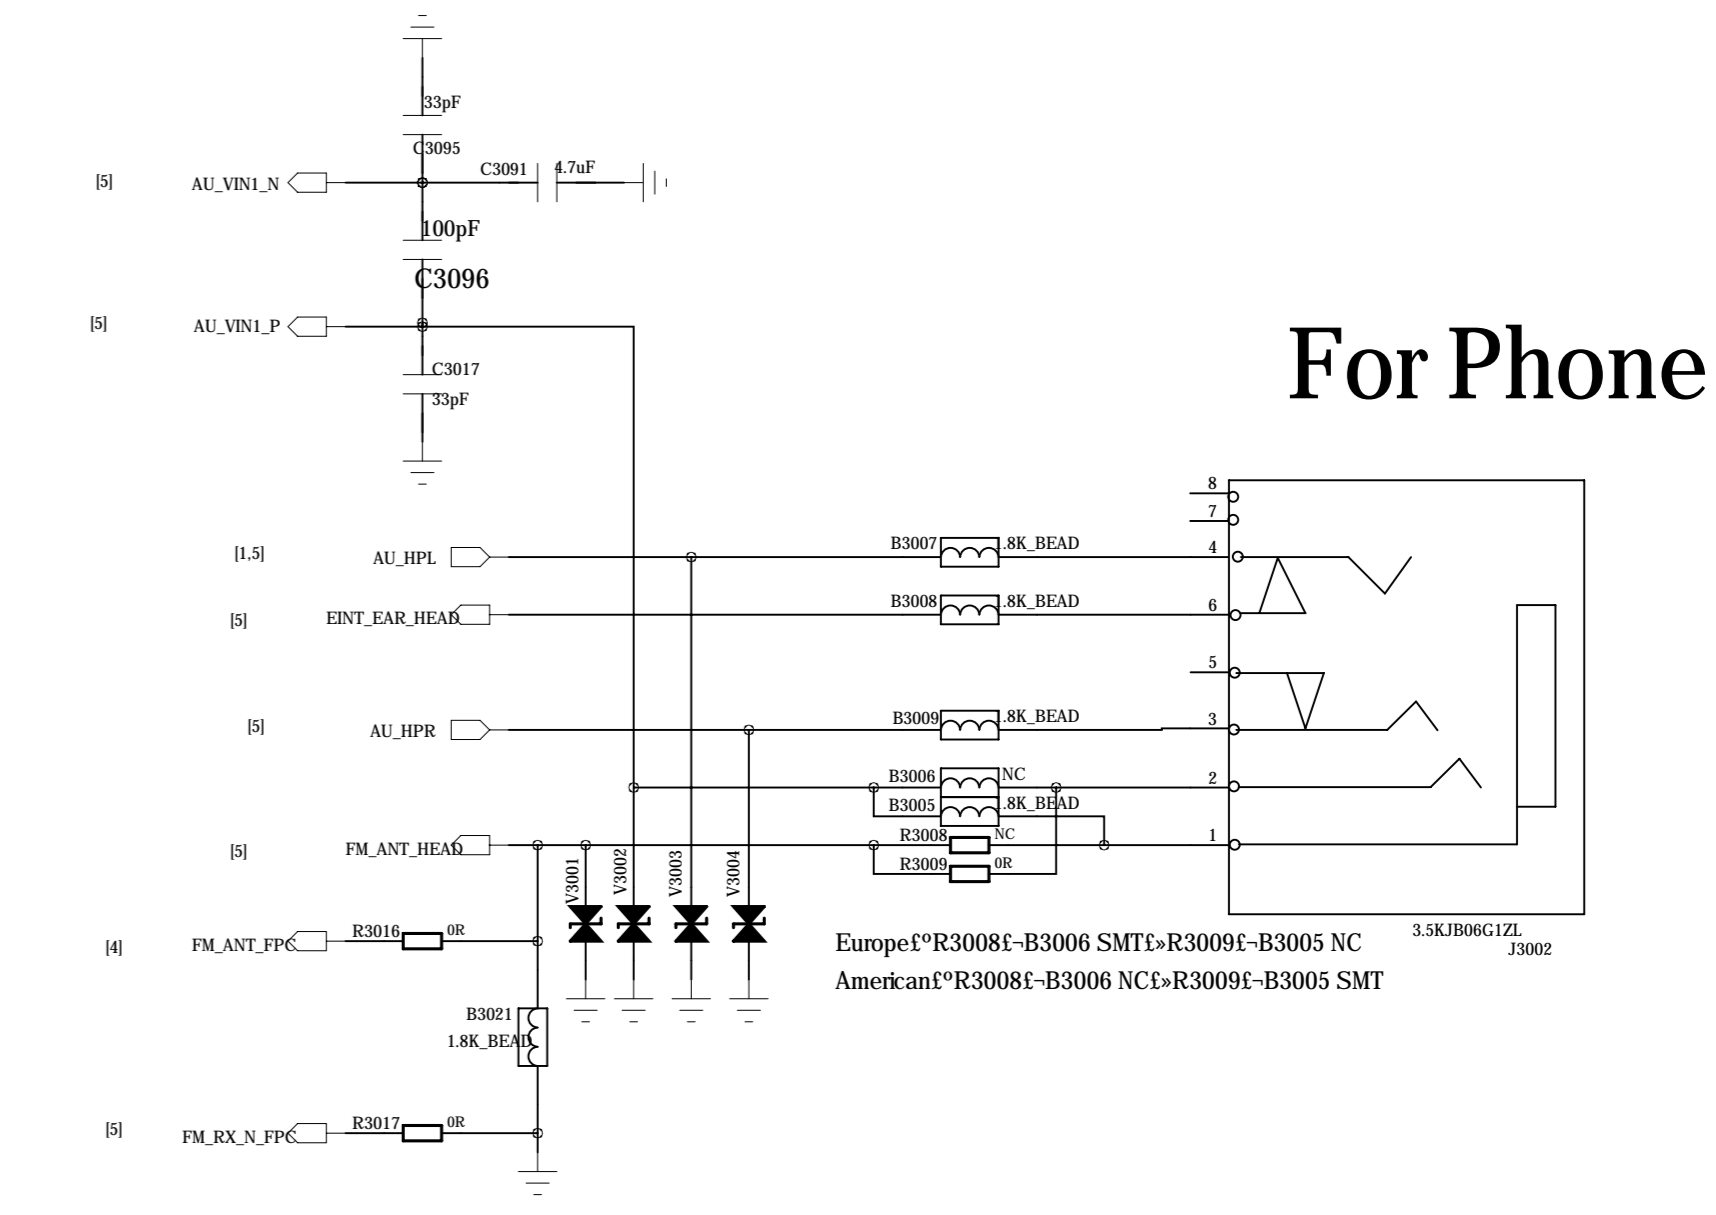 33pF
C3095
[5]
AU_VIN1_N
C3091
4.7uF
100pF
C3096
[5]
AU_VIN1_P
C3017
33pF
For Phone
8
7
[1,5]
AU_HPL
B3007
1.8K_BEAD
4
[5]
EINT_EAR_HEAD
B3008
1.8K_BEAD
6
5
[5]
AU_HPR
B3009
1.8K_BEAD
3
B3006
NC
2
B3005
1.8K_BEAD
R3008
NC
1
[5]
FM_ANT_HEAD
R3009
0R
V3001
V3002
V3003
V3004
[4]
FM_ANT_FPC
R3016
0R
Europe£ºR3008£¬B3006 SMT£»R3009£¬B3005 NC
American£ºR3008£¬B3006 NC£»R3009£¬B3005 SMT
3.5KJB06G1ZL
J3002
B3021
1.8K_BEAD
[5]
FM_RX_N_FPC
R3017
0R